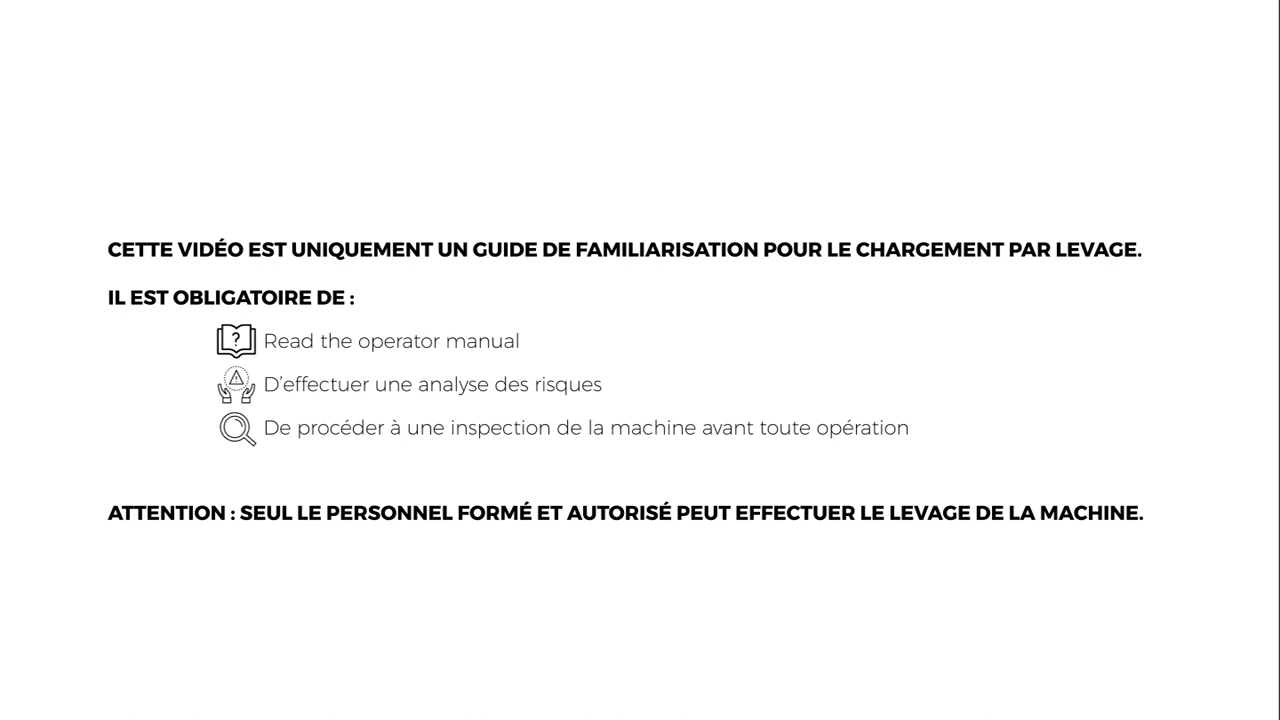 CETTE VIDÉO EST UNIQUEMENT UN GUIDE DE FAMILIARISATION POUR LE CHARGEMENT PAR LEVAGE.
IL EST OBLIGATOIRE DE :
Read the operator manual
D’effectuer une analyse des risques
De procéder à une inspection de la machine avant toute opération
ATTENTION : SEUL LE PERSONNEL FORMÉ ET AUTORISÉ PEUT EFFECTUER LE LEVAGE DE LA MACHINE.